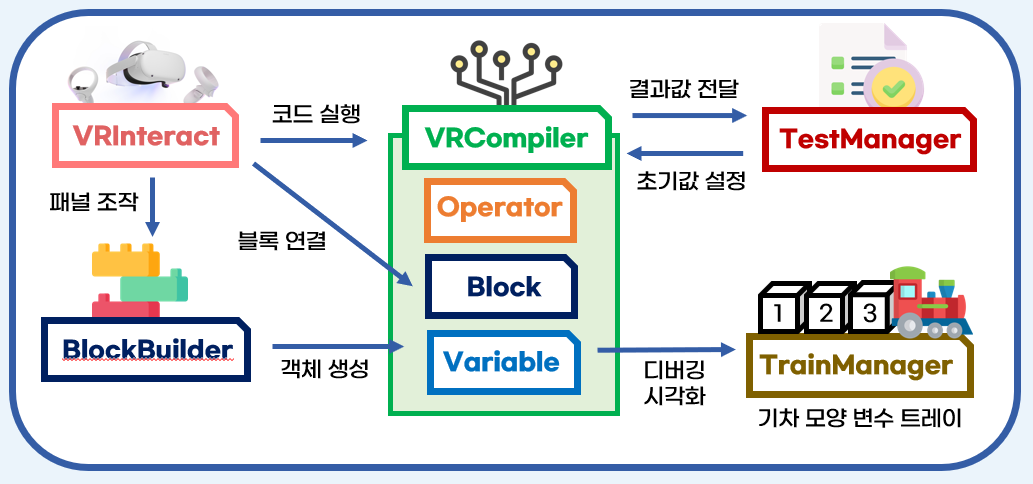 VRInteract
코드 실행
VRCompiler
결과값 전달
TestManager
초기값 설정
패널 조작
블록 연결
Operator
Block
Variable
BlockBuilder
객체 생성
디버깅
시각화
1 2 3
TrainManager
기차 모양 변수 트레이